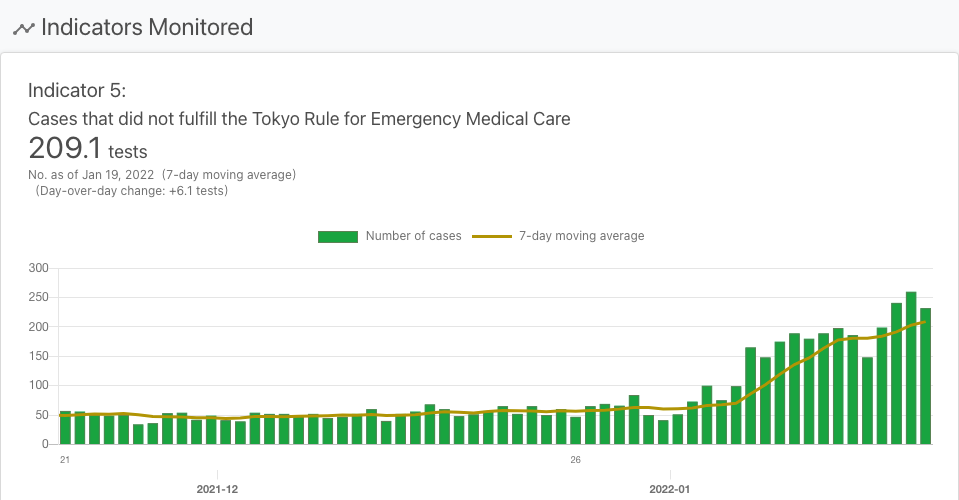 Indicators Monitored
Indicator 5:
Cases that did not fulfill the Tokyo Rule for Emergency Medical Care
209.1 tests
No. as of Jan 19, 2022 (7-day moving average)
(Day-over-day change: +6.1 tests)
Number of cases 7-day moving average
300
250
200
150
100
50
0
21 26
2021-12 2022-01